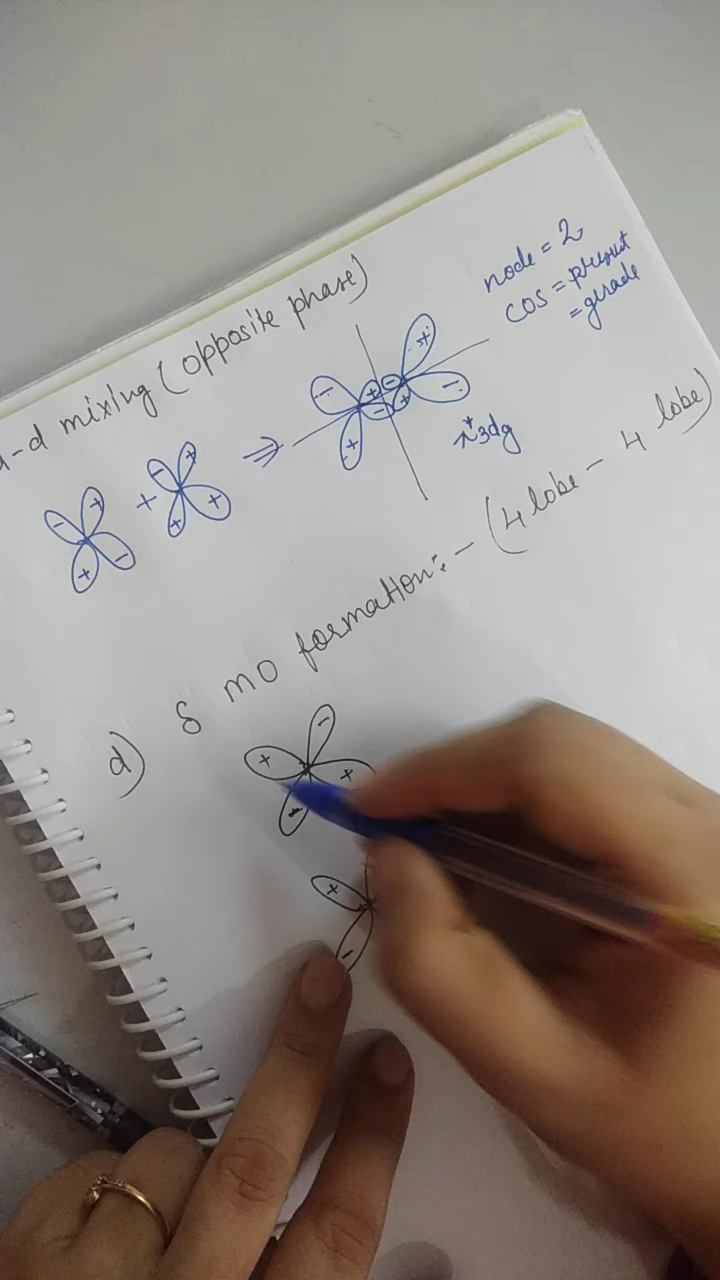 d-d mixing (opposite phase)
node = 2
cos = present
= gerade
π*3dg
d) δ MO formation:- (4 lobe - 4 lobe)